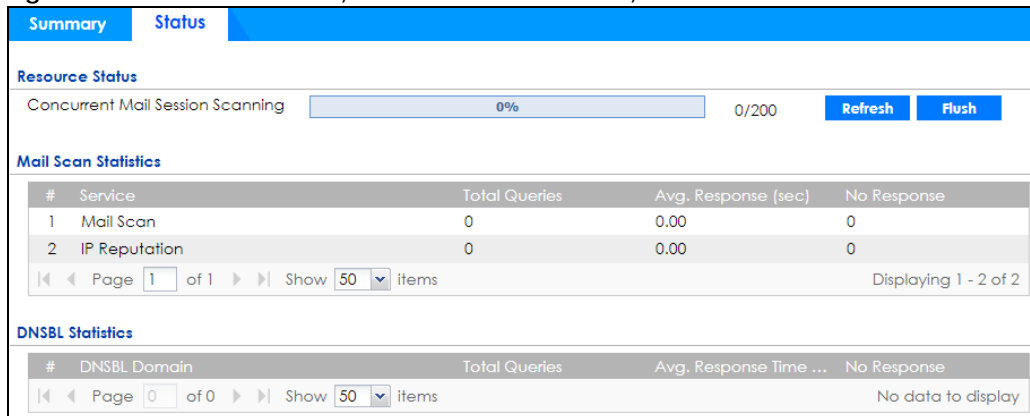 Summary Status
Resource Status
Concurrent Mail Session Scanning 0% 0/200 Refresh Flush
Mail Scan Statistics
# Service Total Queries Avg. Response (sec) No Response
1 Mail Scan 0 0.00 0
2 IP Reputation 0 0.00 0
Page 1 of 1 Show 50 items Displaying 1 - 2 of 2
DNSBL Statistics
# DNSBL Domain Total Queries Avg. Response Time ... No Response
Page 0 of 0 Show 50 items No data to display